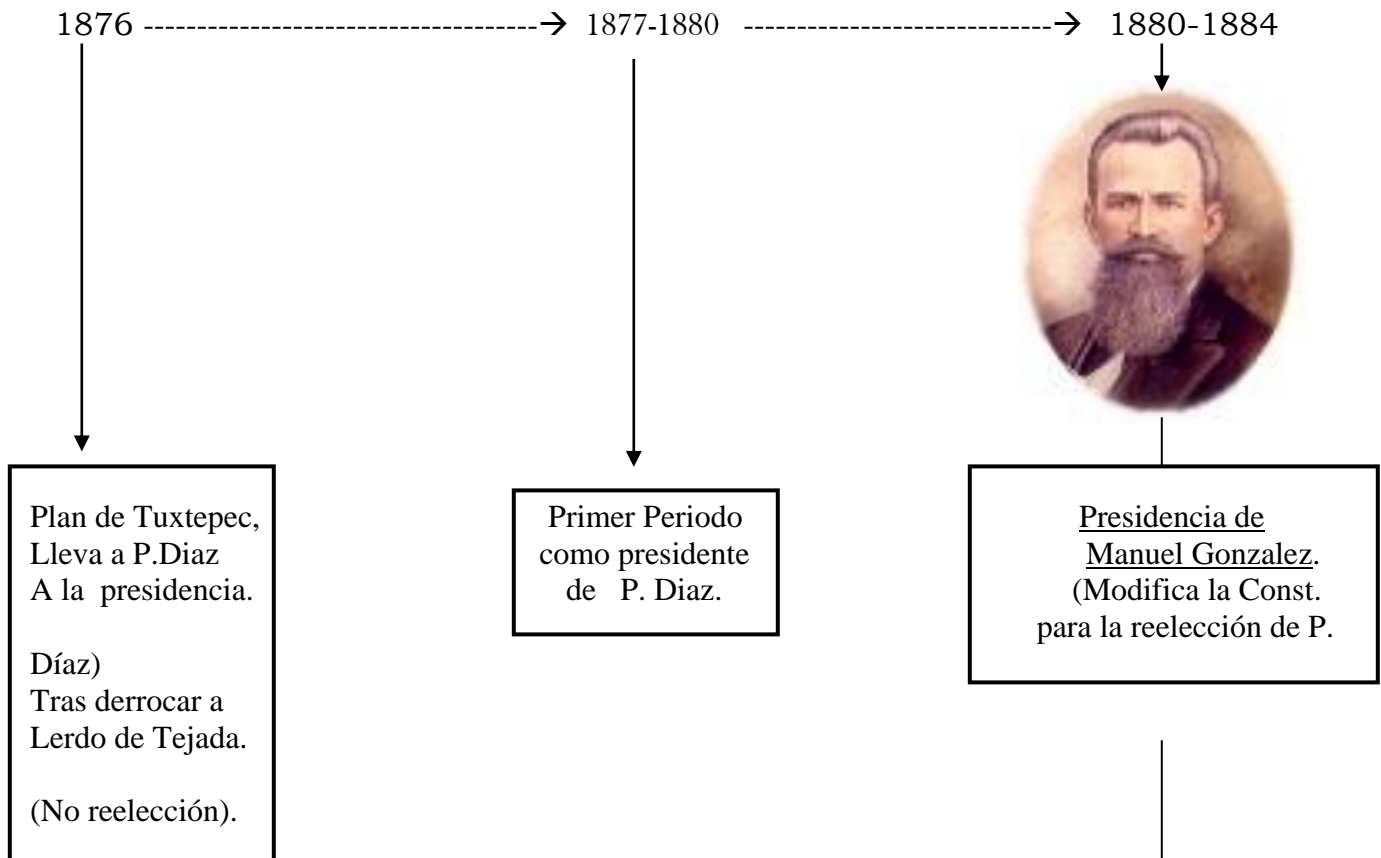 1876 --------------------------------→ 1877-1880 -------------------------→ 1880-1884
Plan de Tuxtepec,
Lleva a P.Diaz
A la presidencia.
Díaz)
Tras derrocar a
Lerdo de Tejada.
(No reelección).
Primer Periodo
como presidente
de P. Diaz.
Presidencia de
Manuel Gonzalez.
(Modifica la Const.
para la reelección de P.